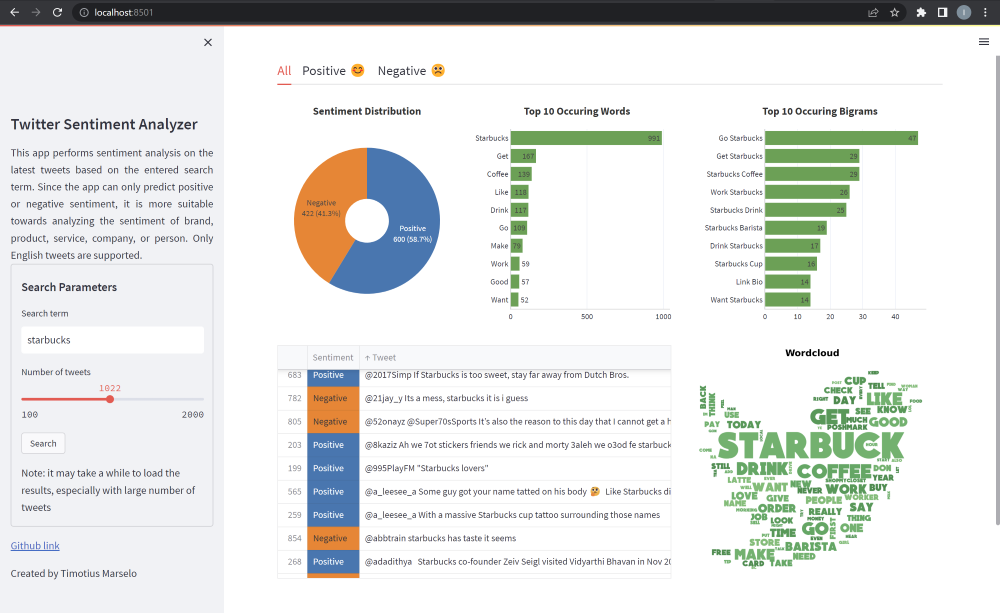 localhost:8501
Twitter Sentiment Analyzer
This app performs sentiment analysis on the
latest tweets based on the entered search
term. Since the app can only predict positive
or negative sentiment, it is more suitable
towards analyzing the sentiment of brand,
product, service, company, or person. Only
English tweets are supported.
Search Parameters
Search term
starbucks
Number of tweets
1022
100 2000
Search
Note: it may take a while to load the
results, especially with large number of
tweets
Github link
Created by Timotius Marselo
All Positive 😊 Negative ☹️
Sentiment Distribution
Negative
422 (41.3%)
Positive
600 (58.7%)
Top 10 Occuring Words
Starbucks 991
Get 167
Coffee 139
Like 118
Drink 117
Go 109
Make 79
Work 59
Good 57
Want 52
0 500 1000
Top 10 Occuring Bigrams
Go Starbucks 47
Get Starbucks 29
Starbucks Coffee 29
Work Starbucks 26
Starbucks Drink 25
Starbucks Barista 19
Drink Starbucks 17
Starbucks Cup 16
Link Bio 14
Want Starbucks 14
0 10 20 30 40
Sentiment ↑ Tweet
683 Positive @2017Simp If Starbucks is too sweet, stay far away from Dutch Bros.
782 Negative @21jay_y Its a mess, starbucks it is i guess
805 Negative @52onayz @Super70sSports It's also the reason to this day that I cannot get a h
203 Positive @8kaziz Ah we 7ot stickers friends we rick and morty 3aleh we o3od fe starbuck
199 Positive @995PlayFM "Starbucks lovers"
565 Positive @a_leesee_a Some guy got your name tatted on his body 🤔 Like Starbucks di
259 Positive @a_leesee_a With a massive Starbucks cup tattoo surrounding those names
854 Negative @abbtrain starbucks has taste it seems
268 Positive @adadithya Starbucks co-founder Zeiv Seigl visited Vidyarthi Bhavan in Nov 20
Wordcloud
CUP
CHECK TELL
BACK THINK RIGHT DAY LIKE FOOD
USE GET SEE KNOW
PAY TODAY MUCH GOOD
POSHMARK
STARBUCK
COME
STILL DRINK COFFEE DON
LATTE SHOPMYCLOSET YEAR
WANT NEW NEVER WORK BUY
LOVE GIVE PEOPLE WORKER
NAME ORDER REALLY SAY
MORNING JOB LOOK MONEY THING
PUT TIME GO FIRST ONE
STORE EVEN HEAR
BARISTA
FREE MAKE NEED
CARD TAKE